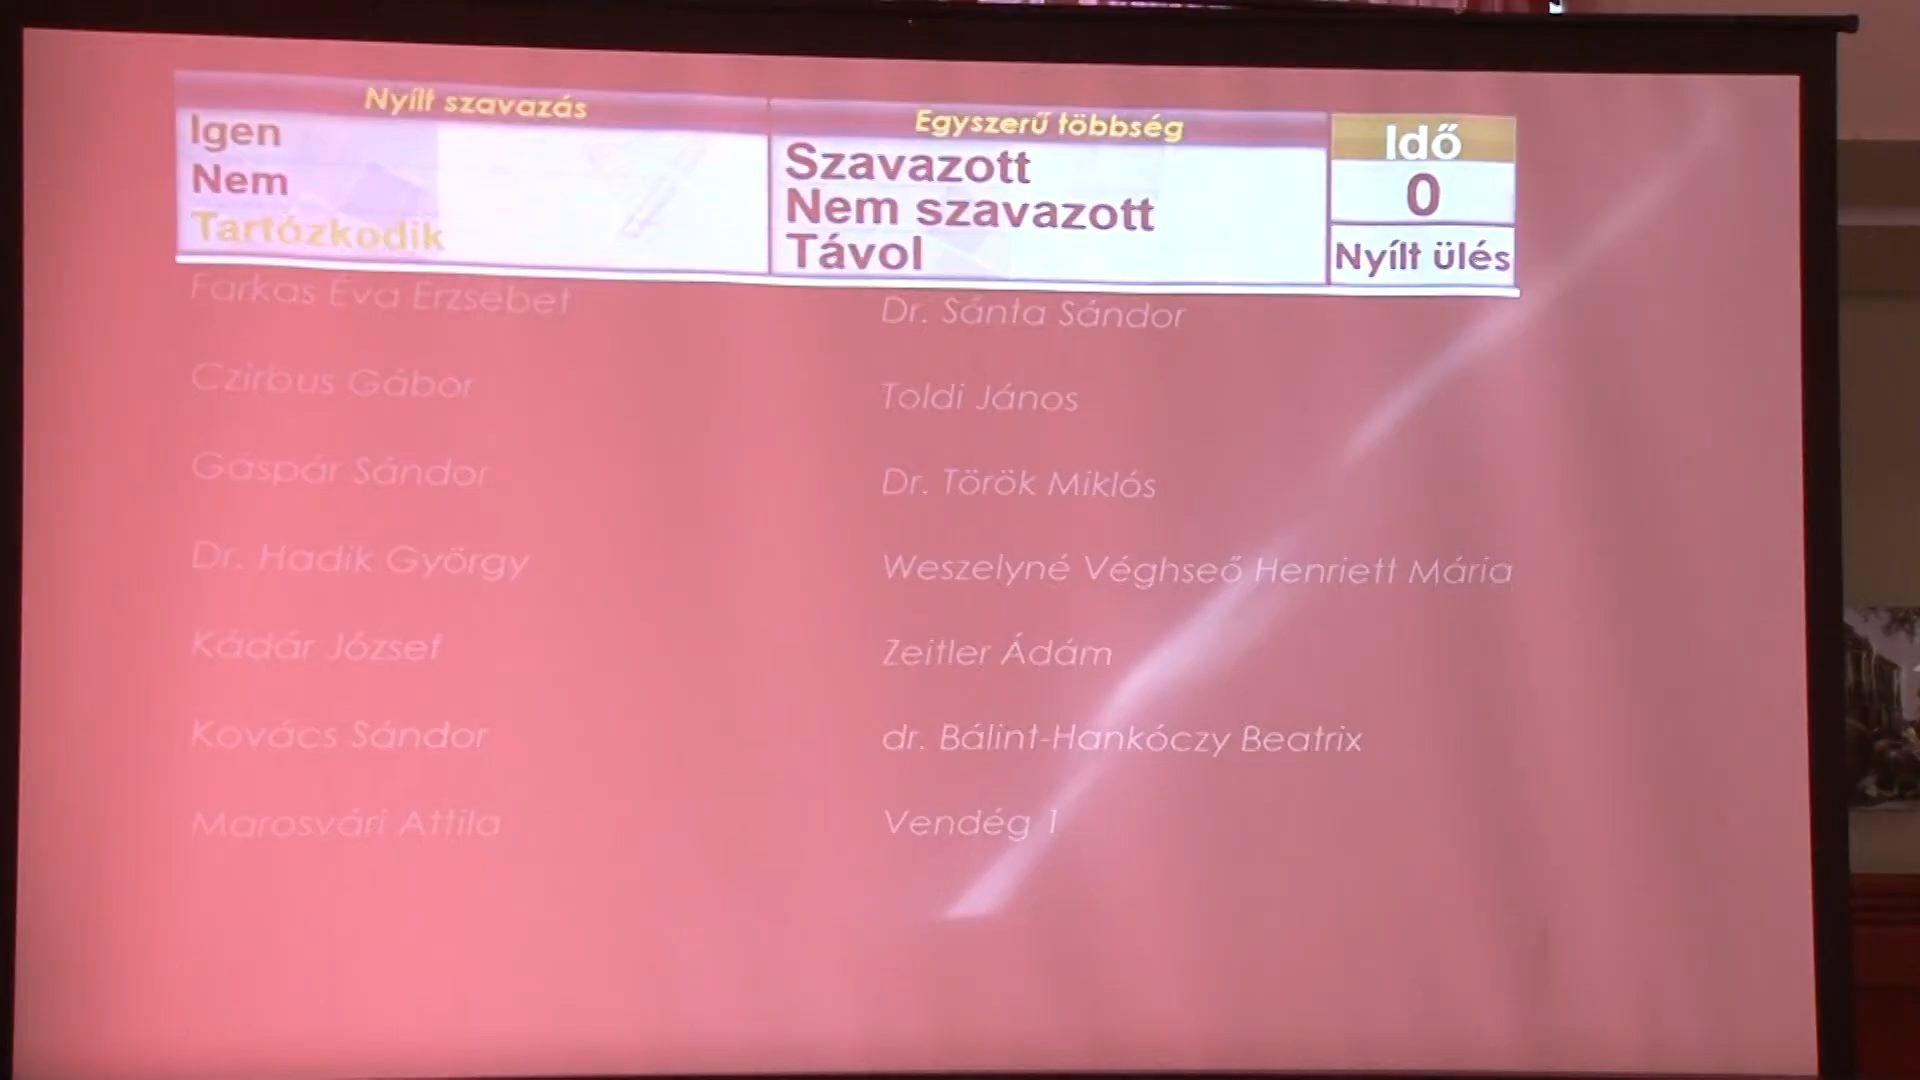 Nyílt szavazás
Igen
Nem
Tartózkodik
Egyszerű többség
Szavazott
Nem szavazott
Távol
Idő
0
Nyílt ülés
Farkas Éva Erzsébet
Czirbus Gábor
Gáspár Sándor
Dr. Hadik György
Kádár József
Kovács Sándor
Marosvári Attila
Dr. Sánta Sándor
Toldi János
Dr. Török Miklós
Weszelyné Véghseő Henriett Mária
Zeitler Ádám
dr. Bálint-Hankóczy Beatrix
Vendég 1